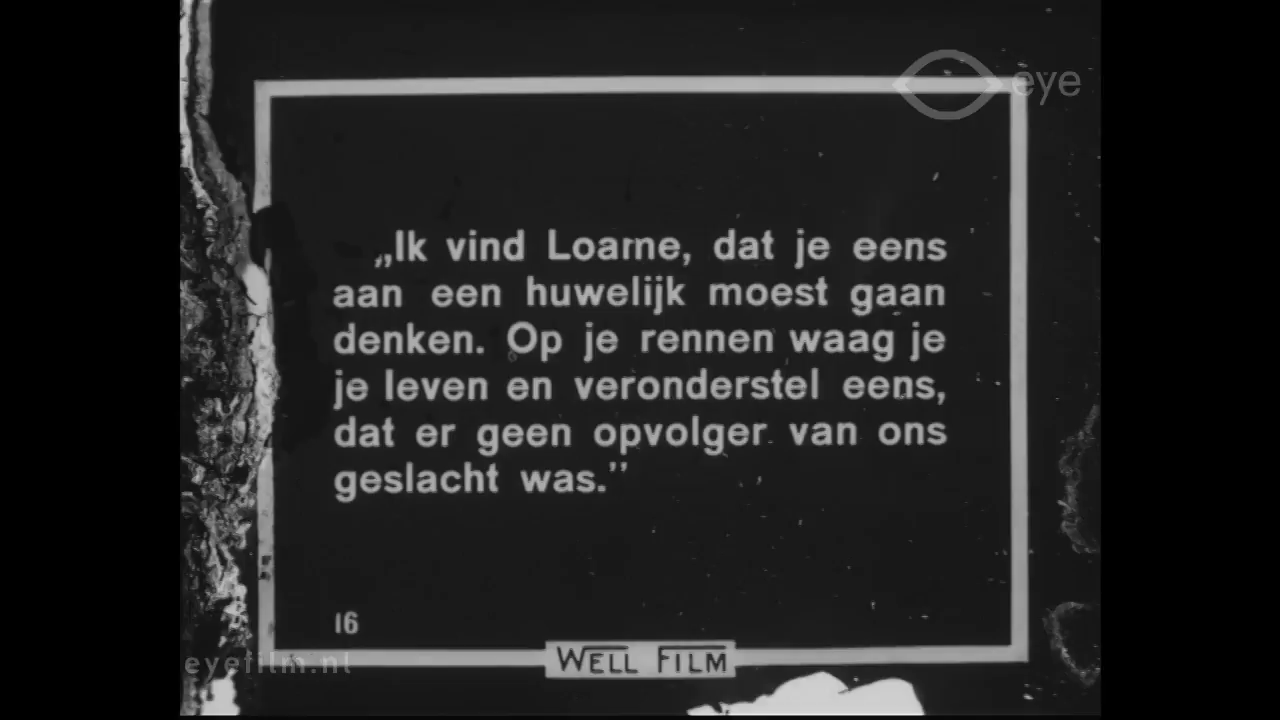 eye
„Ik vind Loame, dat je eens
aan een huwelijk moest gaan
denken. Op je rennen waag je
je leven en veronderstel eens,
dat er geen opvolger van ons
geslacht was.”
16
WELL FILM
eyefilm.nl